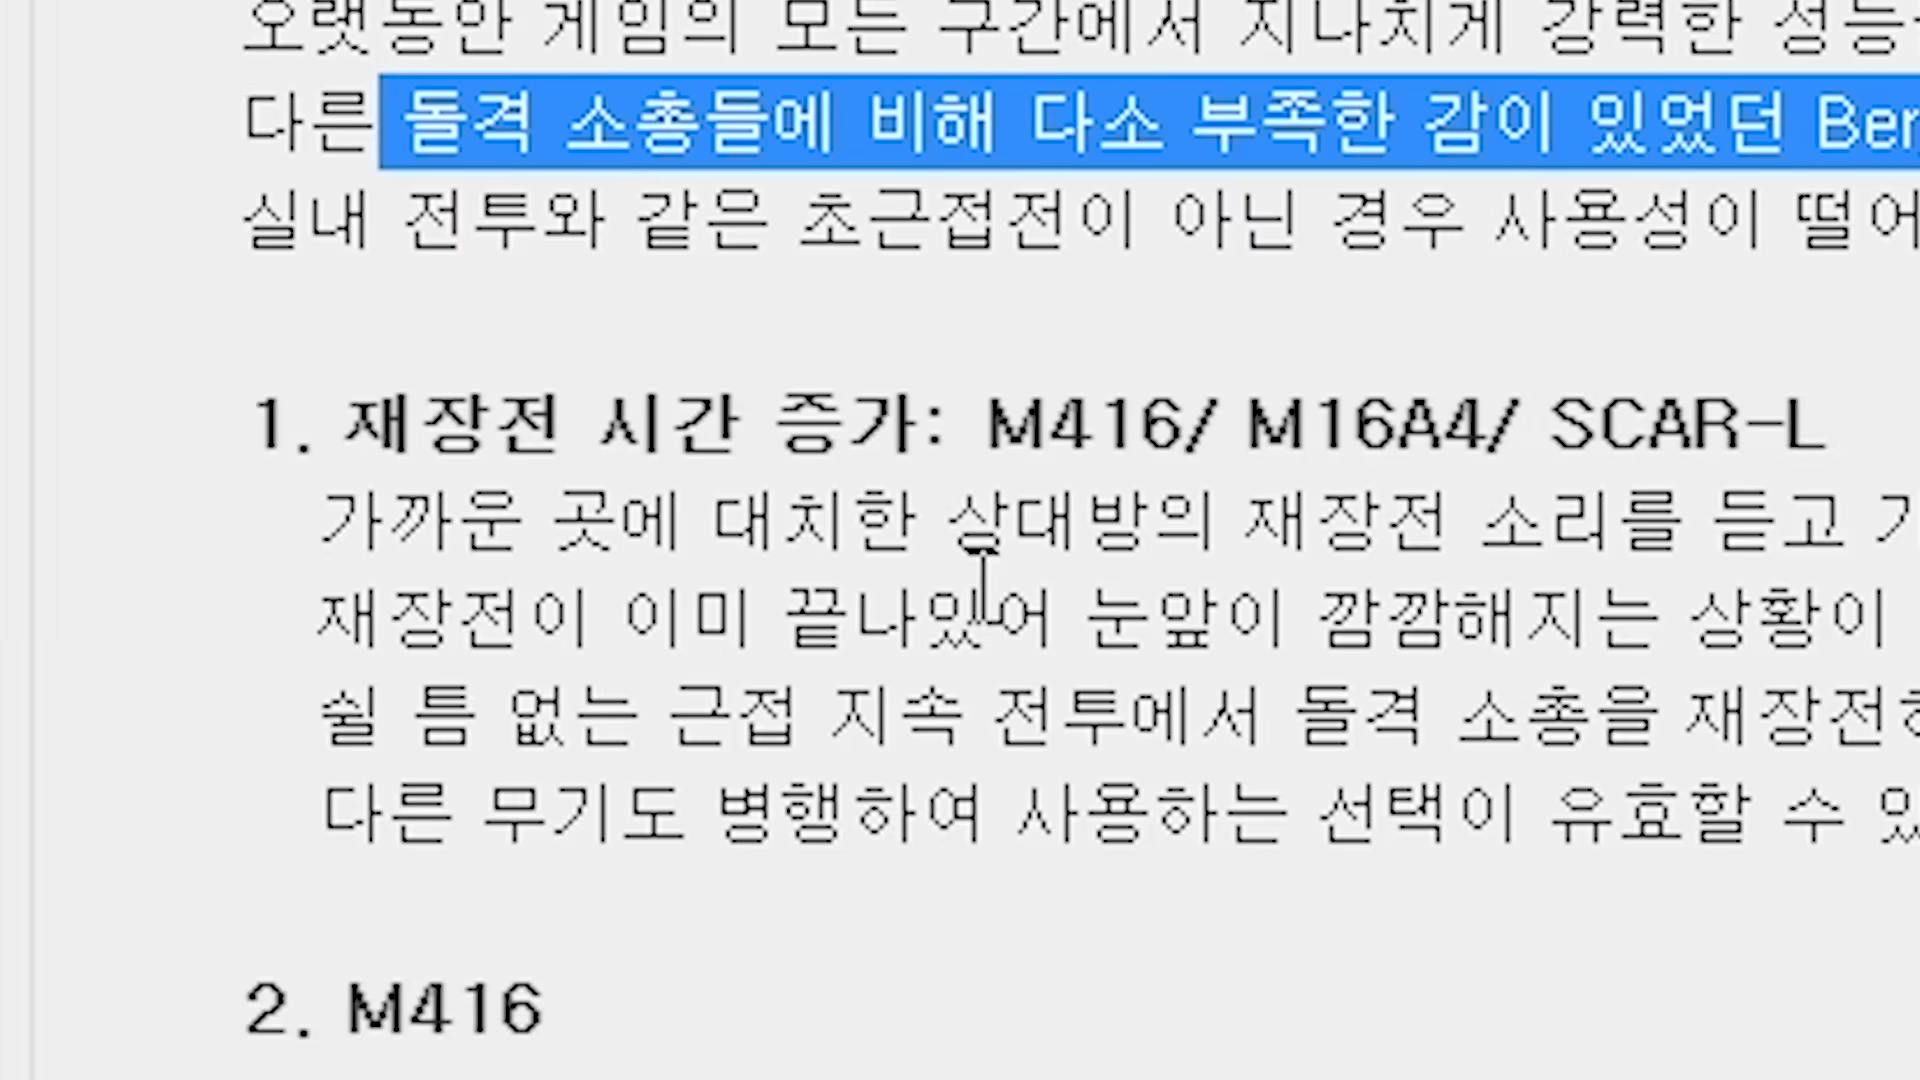 오랫동안 게임의 모든 구간에서 지나치게 강력한 성능
다른 돌격 소총들에 비해 다소 부족한 감이 있었던 Ber
실내 전투와 같은 초근접전이 아닌 경우 사용성이 떨어
1. 재장전 시간 증가: M416/ M16A4/ SCAR-L
가까운 곳에 대치한 상대방의 재장전 소리를 듣고
재장전이 이미 끝나있어 눈앞이 깜깜해지는 상황이
쉴 틈 없는 근접 지속 전투에서 돌격 소총을 재장전
다른 무기도 병행하여 사용하는 선택이 유효할 수
2. M416